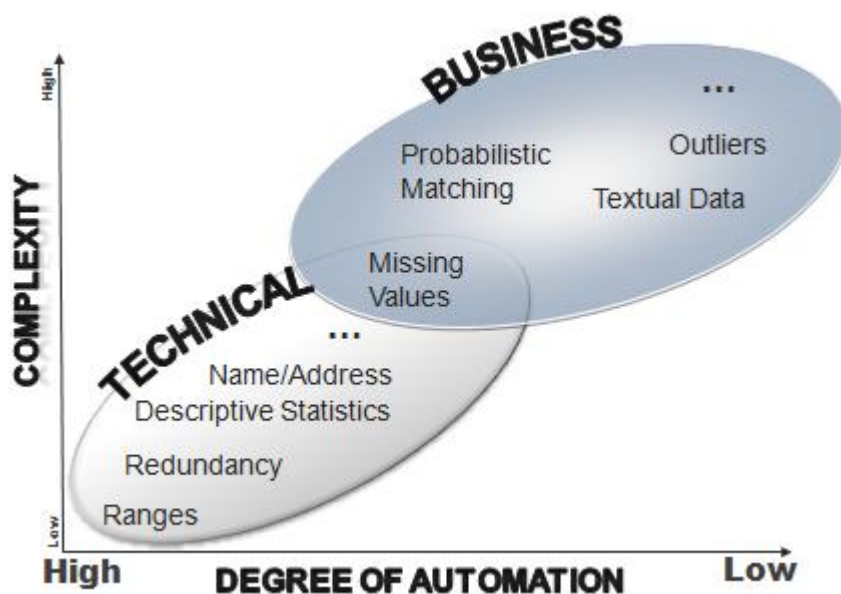 BUSINESS
...
Outliers
Probabilistic
Matching
Textual Data
High
COMPLEXITY
Missing
Values
TECHNICAL
...
Name/Address
Descriptive Statistics
Redundancy
Ranges
Low
High
DEGREE OF AUTOMATION
Low